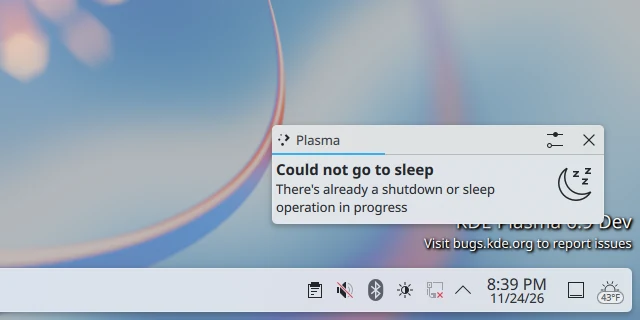 Plasma
Could not go to sleep
There's already a shutdown or sleep
operation in progress
KDE Plasma 6.5 Dev
Visit bugs.kde.org to report issues
8:39 PM
11/24/26
43°F